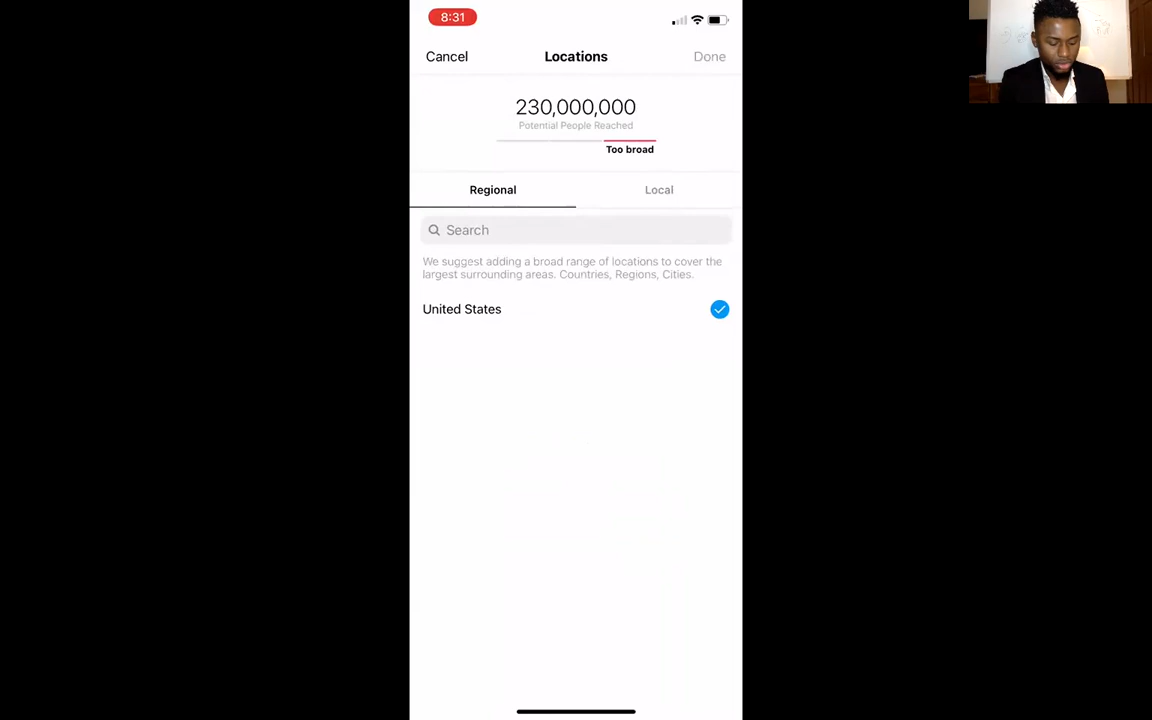 8:31
Cancel
Locations
Done
230,000,000
Potential People Reached
Too broad
Regional
Local
Search
We suggest adding a broad range of locations to cover the
largest surrounding areas. Countries, Regions, Cities.
United States